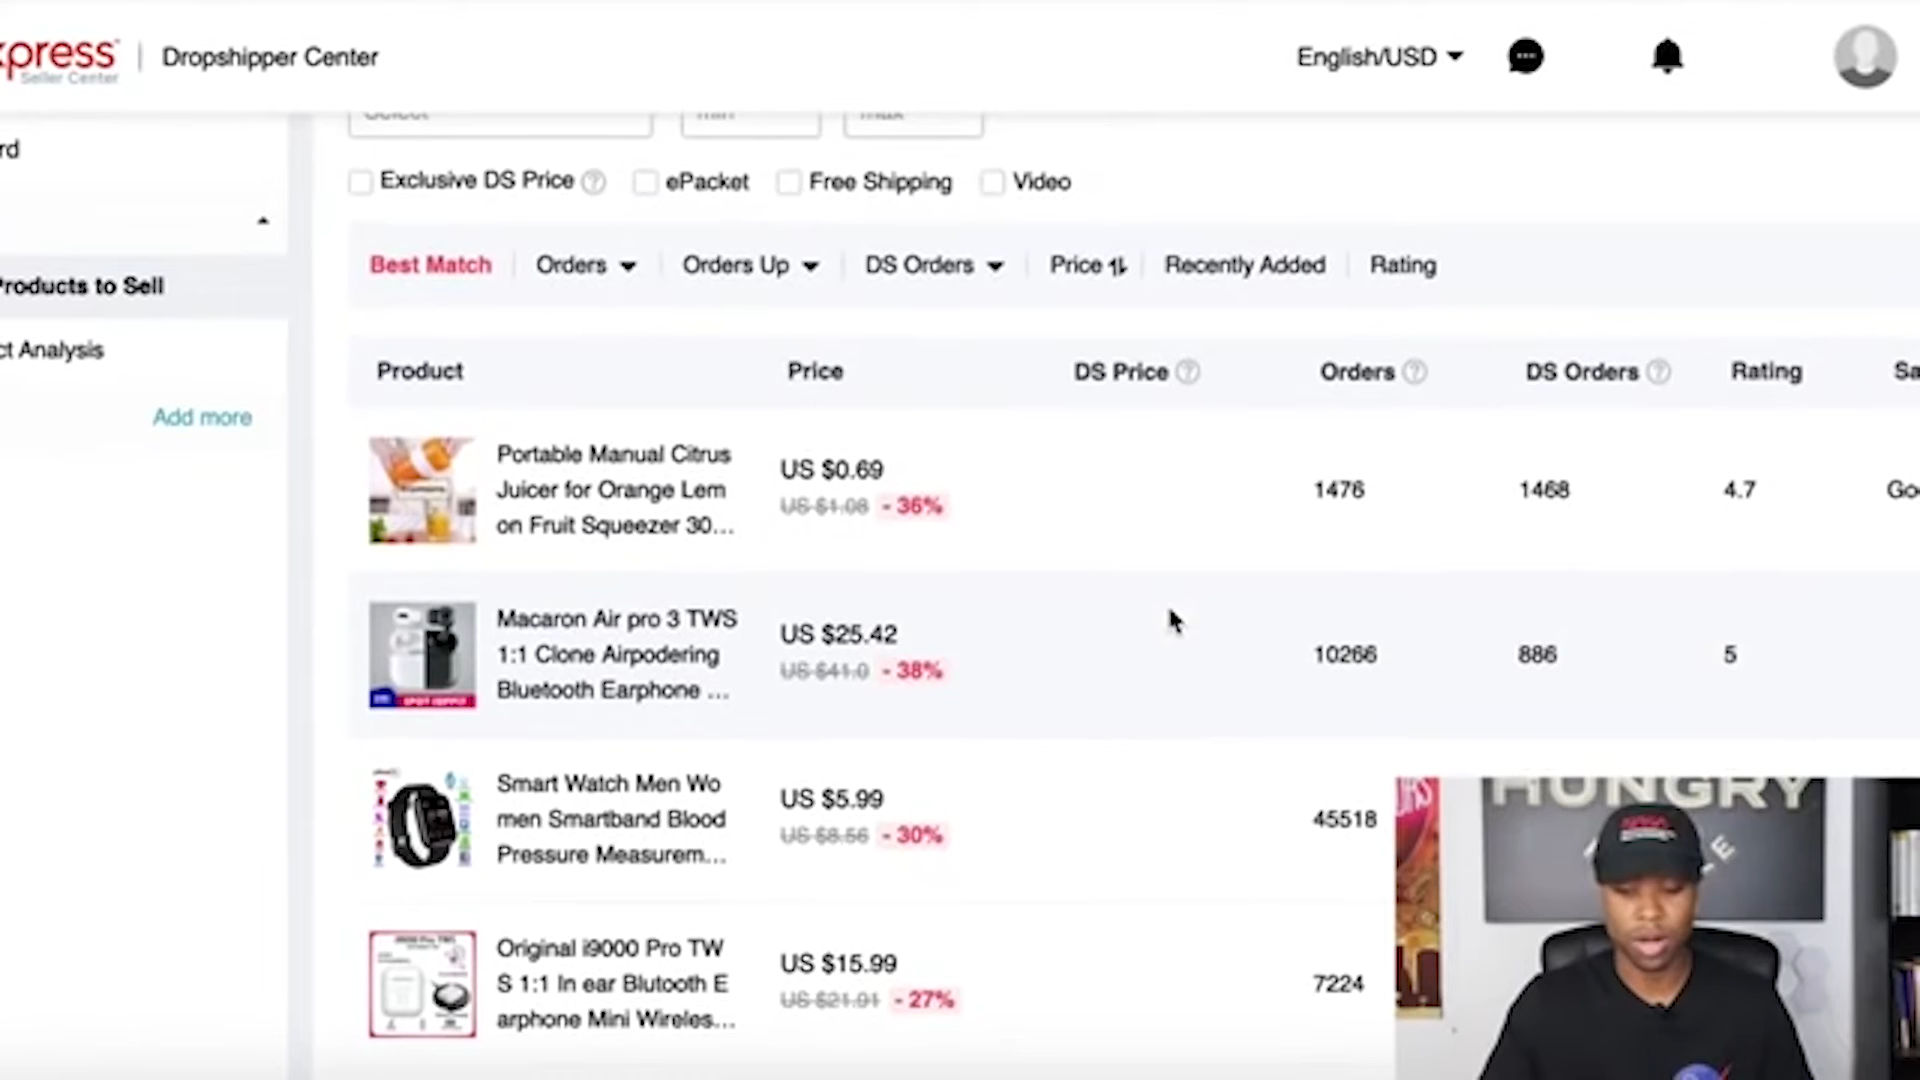 xpress
Seller Center
Dropshipper Center
English/USD
rd
Exclusive DS Price
ePacket
Free Shipping
Video
Best Match
Orders
Orders Up
DS Orders
Price
Recently Added
Rating
Products to Sell
ct Analysis
Add more
Product
Price
DS Price
Orders
DS Orders
Rating
Sa
Portable Manual Citrus
Juicer for Orange Lem
on Fruit Squeezer 30...
US $0.69
US $1.08 - 36%
1476
1468
4.7
Goo
Macaron Air pro 3 TWS
1:1 Clone Airpodering
Bluetooth Earphone ...
US $25.42
US $41.0 - 38%
10266
886
5
Smart Watch Men Wo
men Smartband Blood
Pressure Measurem...
US $5.99
US $8.56 - 30%
45518
Original i9000 Pro TW
S 1:1 In ear Blutooth E
arphone Mini Wireles...
US $15.99
US $21.91 - 27%
7224
HUNGRY